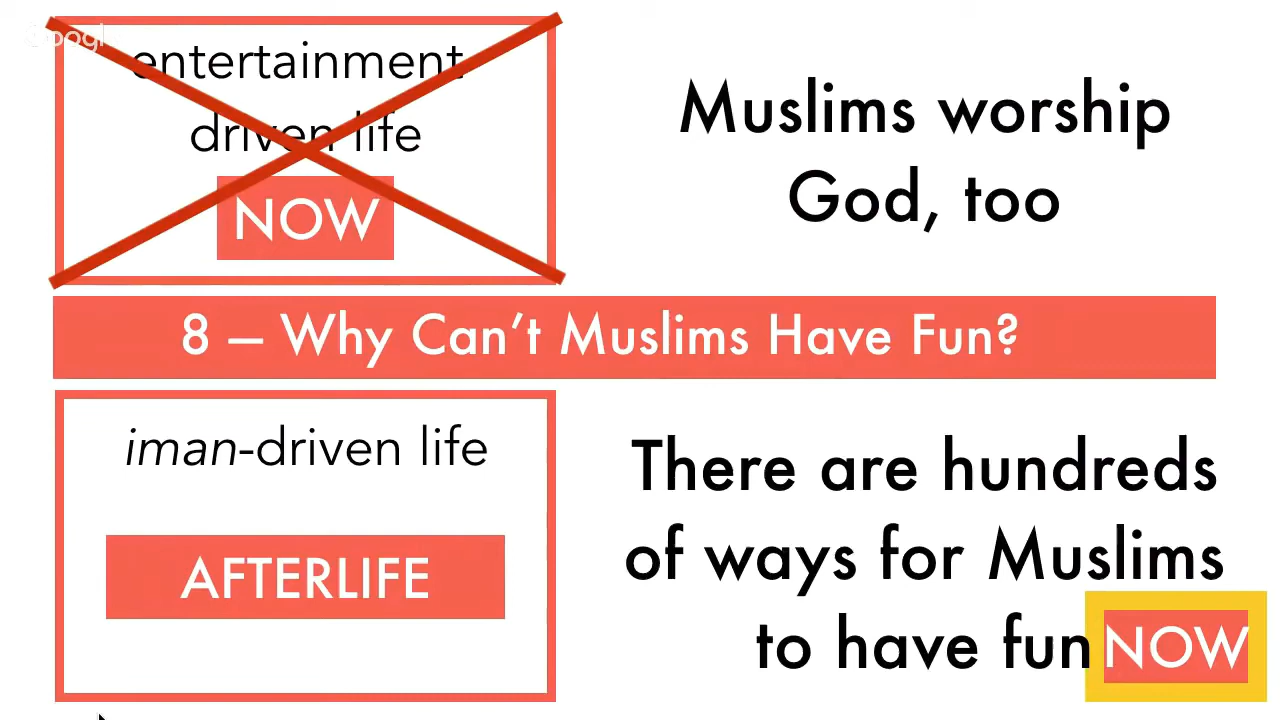 Google
entertainment
driven life
NOW
Muslims worship
God, too
8 — Why Can’t Muslims Have Fun?
iman-driven life
AFTERLIFE
There are hundreds
of ways for Muslims
to have fun NOW